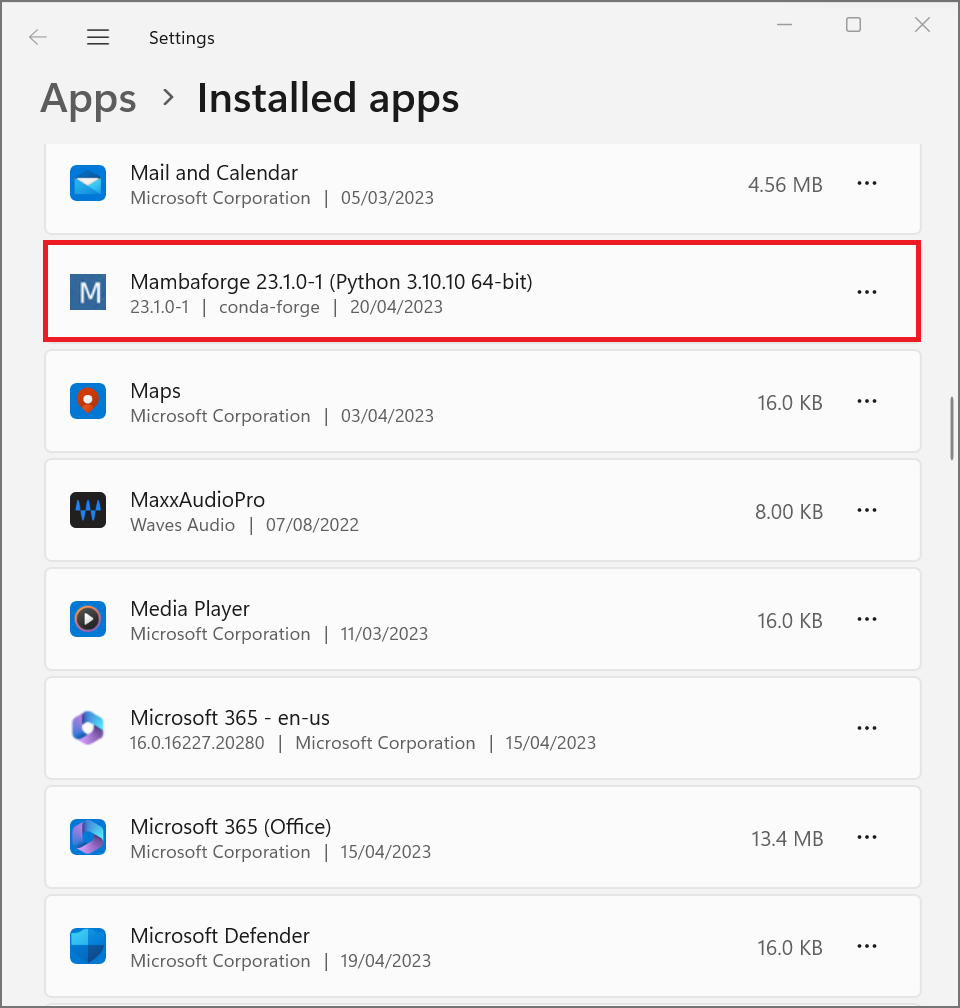 Settings
Apps > Installed apps
Mail and Calendar
Microsoft Corporation | 05/03/2023
4.56 MB
M
Mambaforge 23.1.0-1 (Python 3.10.10 64-bit)
23.1.0-1 | conda-forge | 20/04/2023
Maps
Microsoft Corporation | 03/04/2023
16.0 KB
MaxxAudioPro
Waves Audio | 07/08/2022
8.00 KB
Media Player
Microsoft Corporation | 11/03/2023
16.0 KB
Microsoft 365 - en-us
16.0.16227.20280 | Microsoft Corporation | 15/04/2023
Microsoft 365 (Office)
Microsoft Corporation | 15/04/2023
13.4 MB
Microsoft Defender
Microsoft Corporation | 19/04/2023
16.0 KB